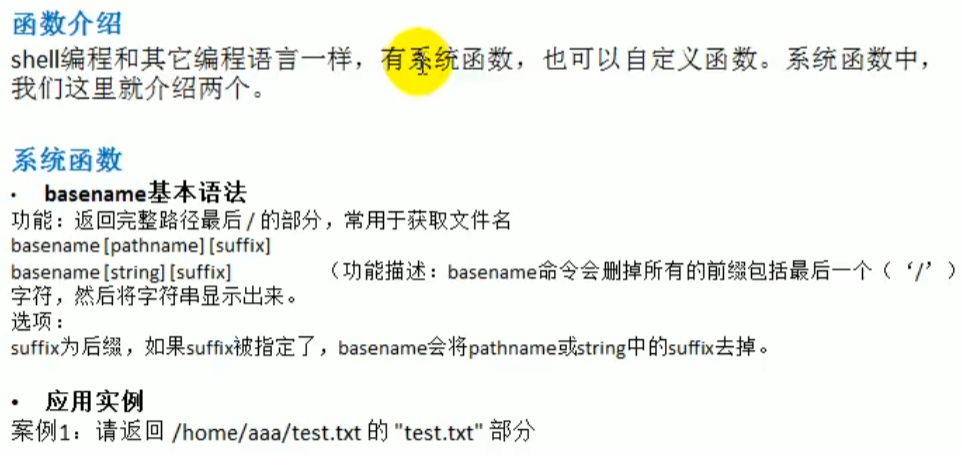 函数介绍
shell编程和其它编程语言一样，有系统函数，也可以自定义函数。系统函数中，
我们这里就介绍两个。
系统函数
• basename基本语法
功能：返回完整路径最后 / 的部分，常用于获取文件名
basename [pathname] [suffix]
basename [string] [suffix] （功能描述：basename命令会删掉所有的前缀包括最后一个（‘/’）
字符，然后将字符串显示出来。
选项：
suffix为后缀，如果suffix被指定了，basename会将pathname或string中的suffix去掉。
• 应用实例
案例1：请返回 /home/aaa/test.txt 的 "test.txt" 部分